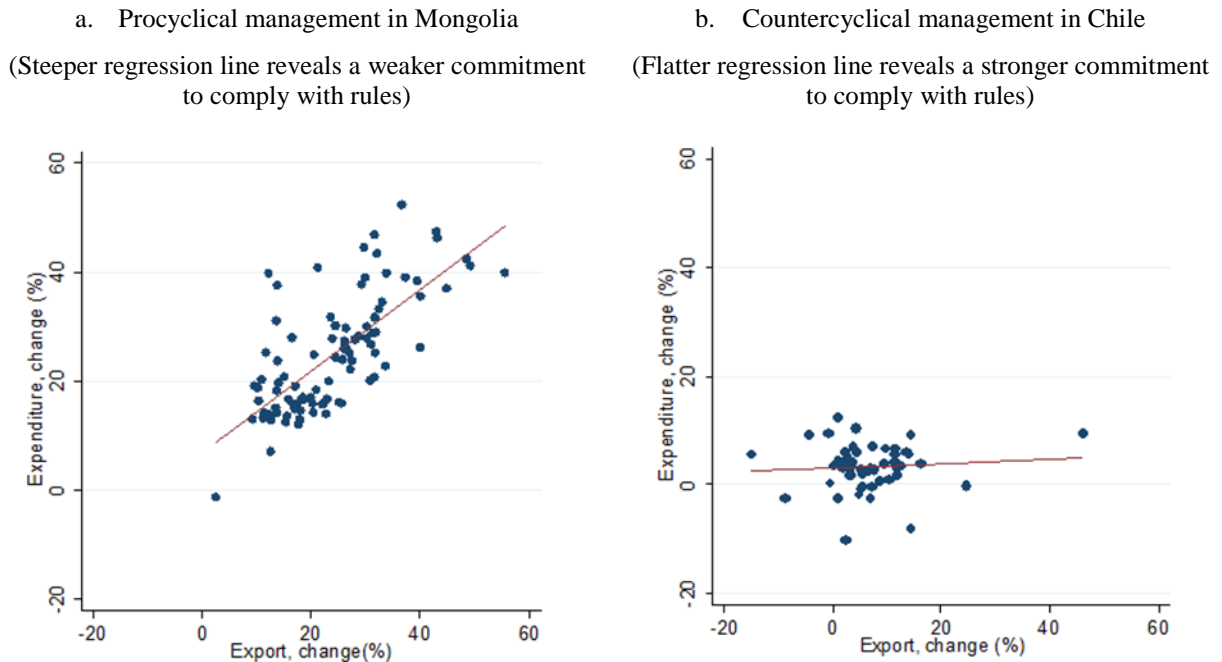 a. Procyclical management in Mongolia
(Steeper regression line reveals a weaker commitment
to comply with rules)
60
40
20
0
-20
Expenditure, change (%)
-20 0 20 40 60
Export, change(%)
b. Countercyclical management in Chile
(Flatter regression line reveals a stronger commitment
to comply with rules)
60
40
20
0
-20
Expenditure, change (%)
-20 0 20 40 60
Export, change (%)